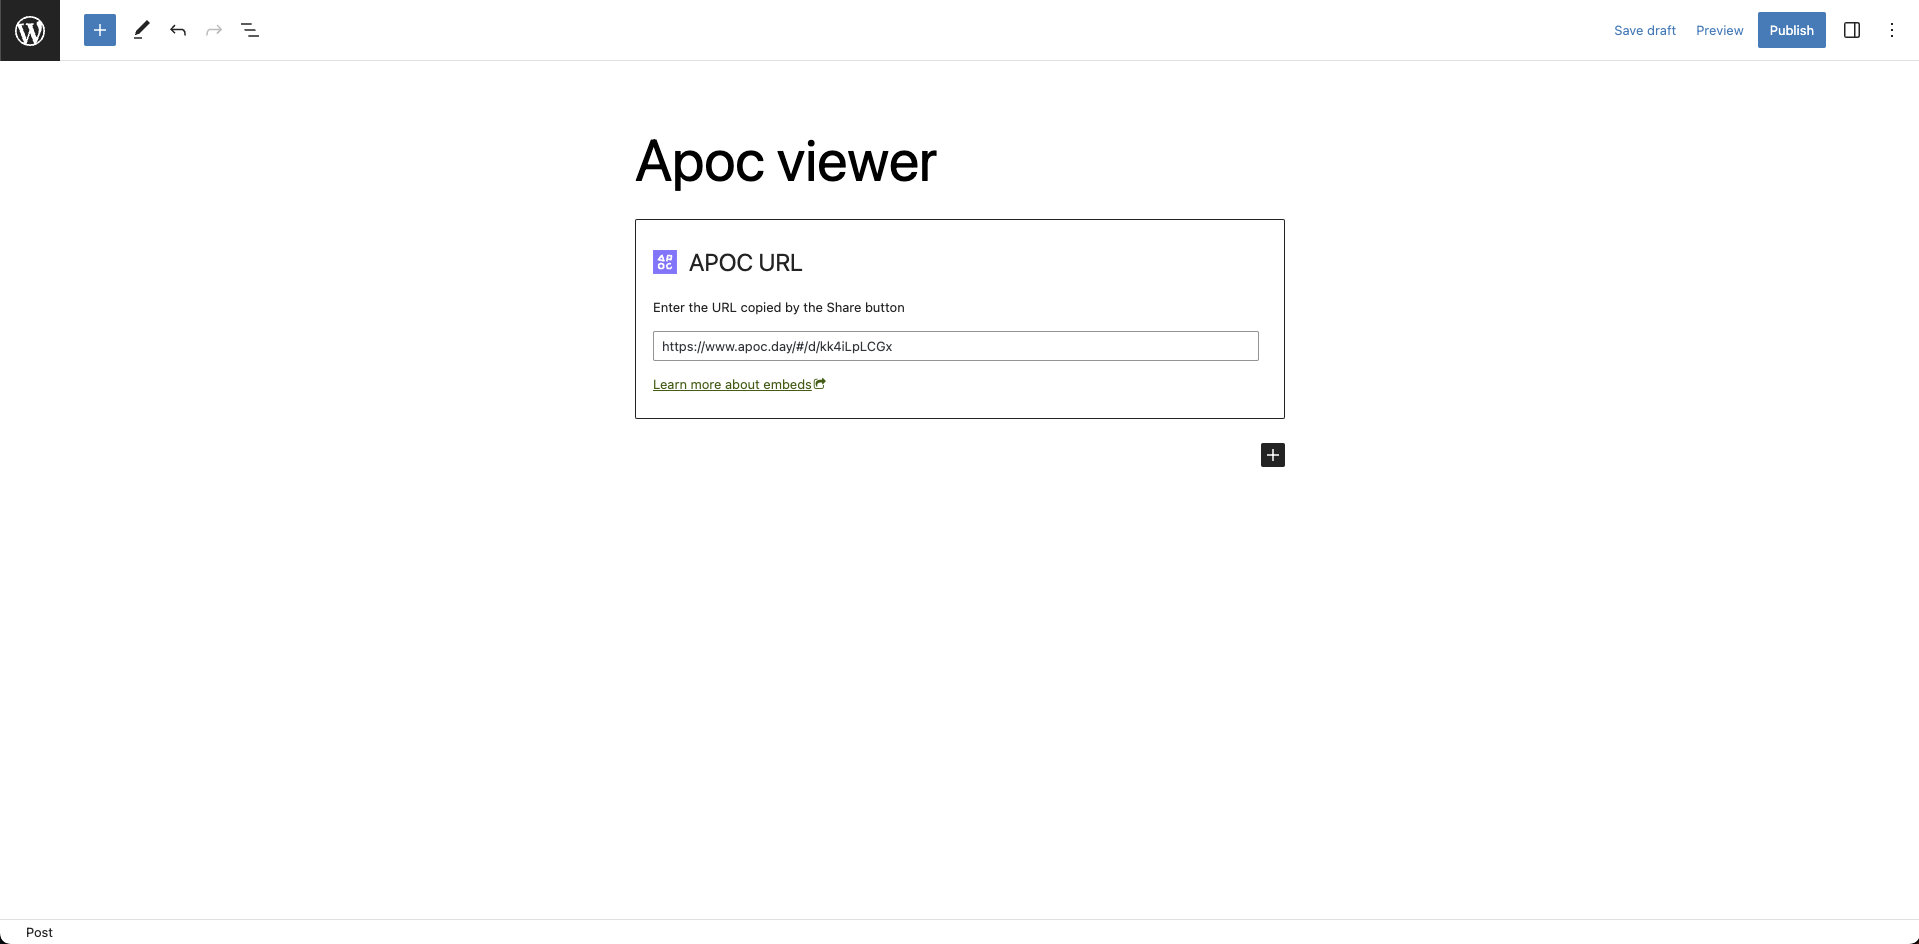 Save draft Preview Publish
Apoc viewer
APOC URL
Enter the URL copied by the Share button
https://www.apoc.day/#/d/kk4iLpLCGx
Learn more about embeds
Post